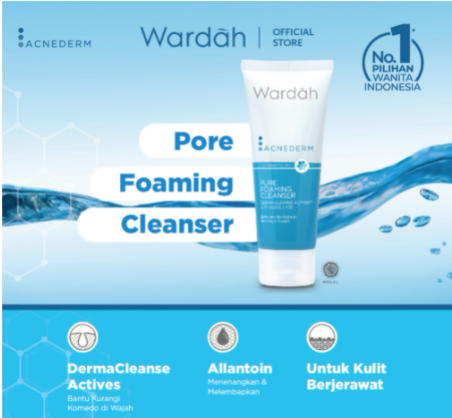 ACNEDERM
Wardah
OFFICIAL
STORE
No.1
PILIHAN
WANITA
INDONESIA
Wardah
ACNEDERM
Pore
Foaming
Cleanser
PURE
FOAMING
CLEANSER
HALAL
DermaCleanse
Actives
Bantu Kurangi
Komedo di Wajah
Allantoin
Menenangkan &
Melembapkan
Untuk Kulit
Berjerawat